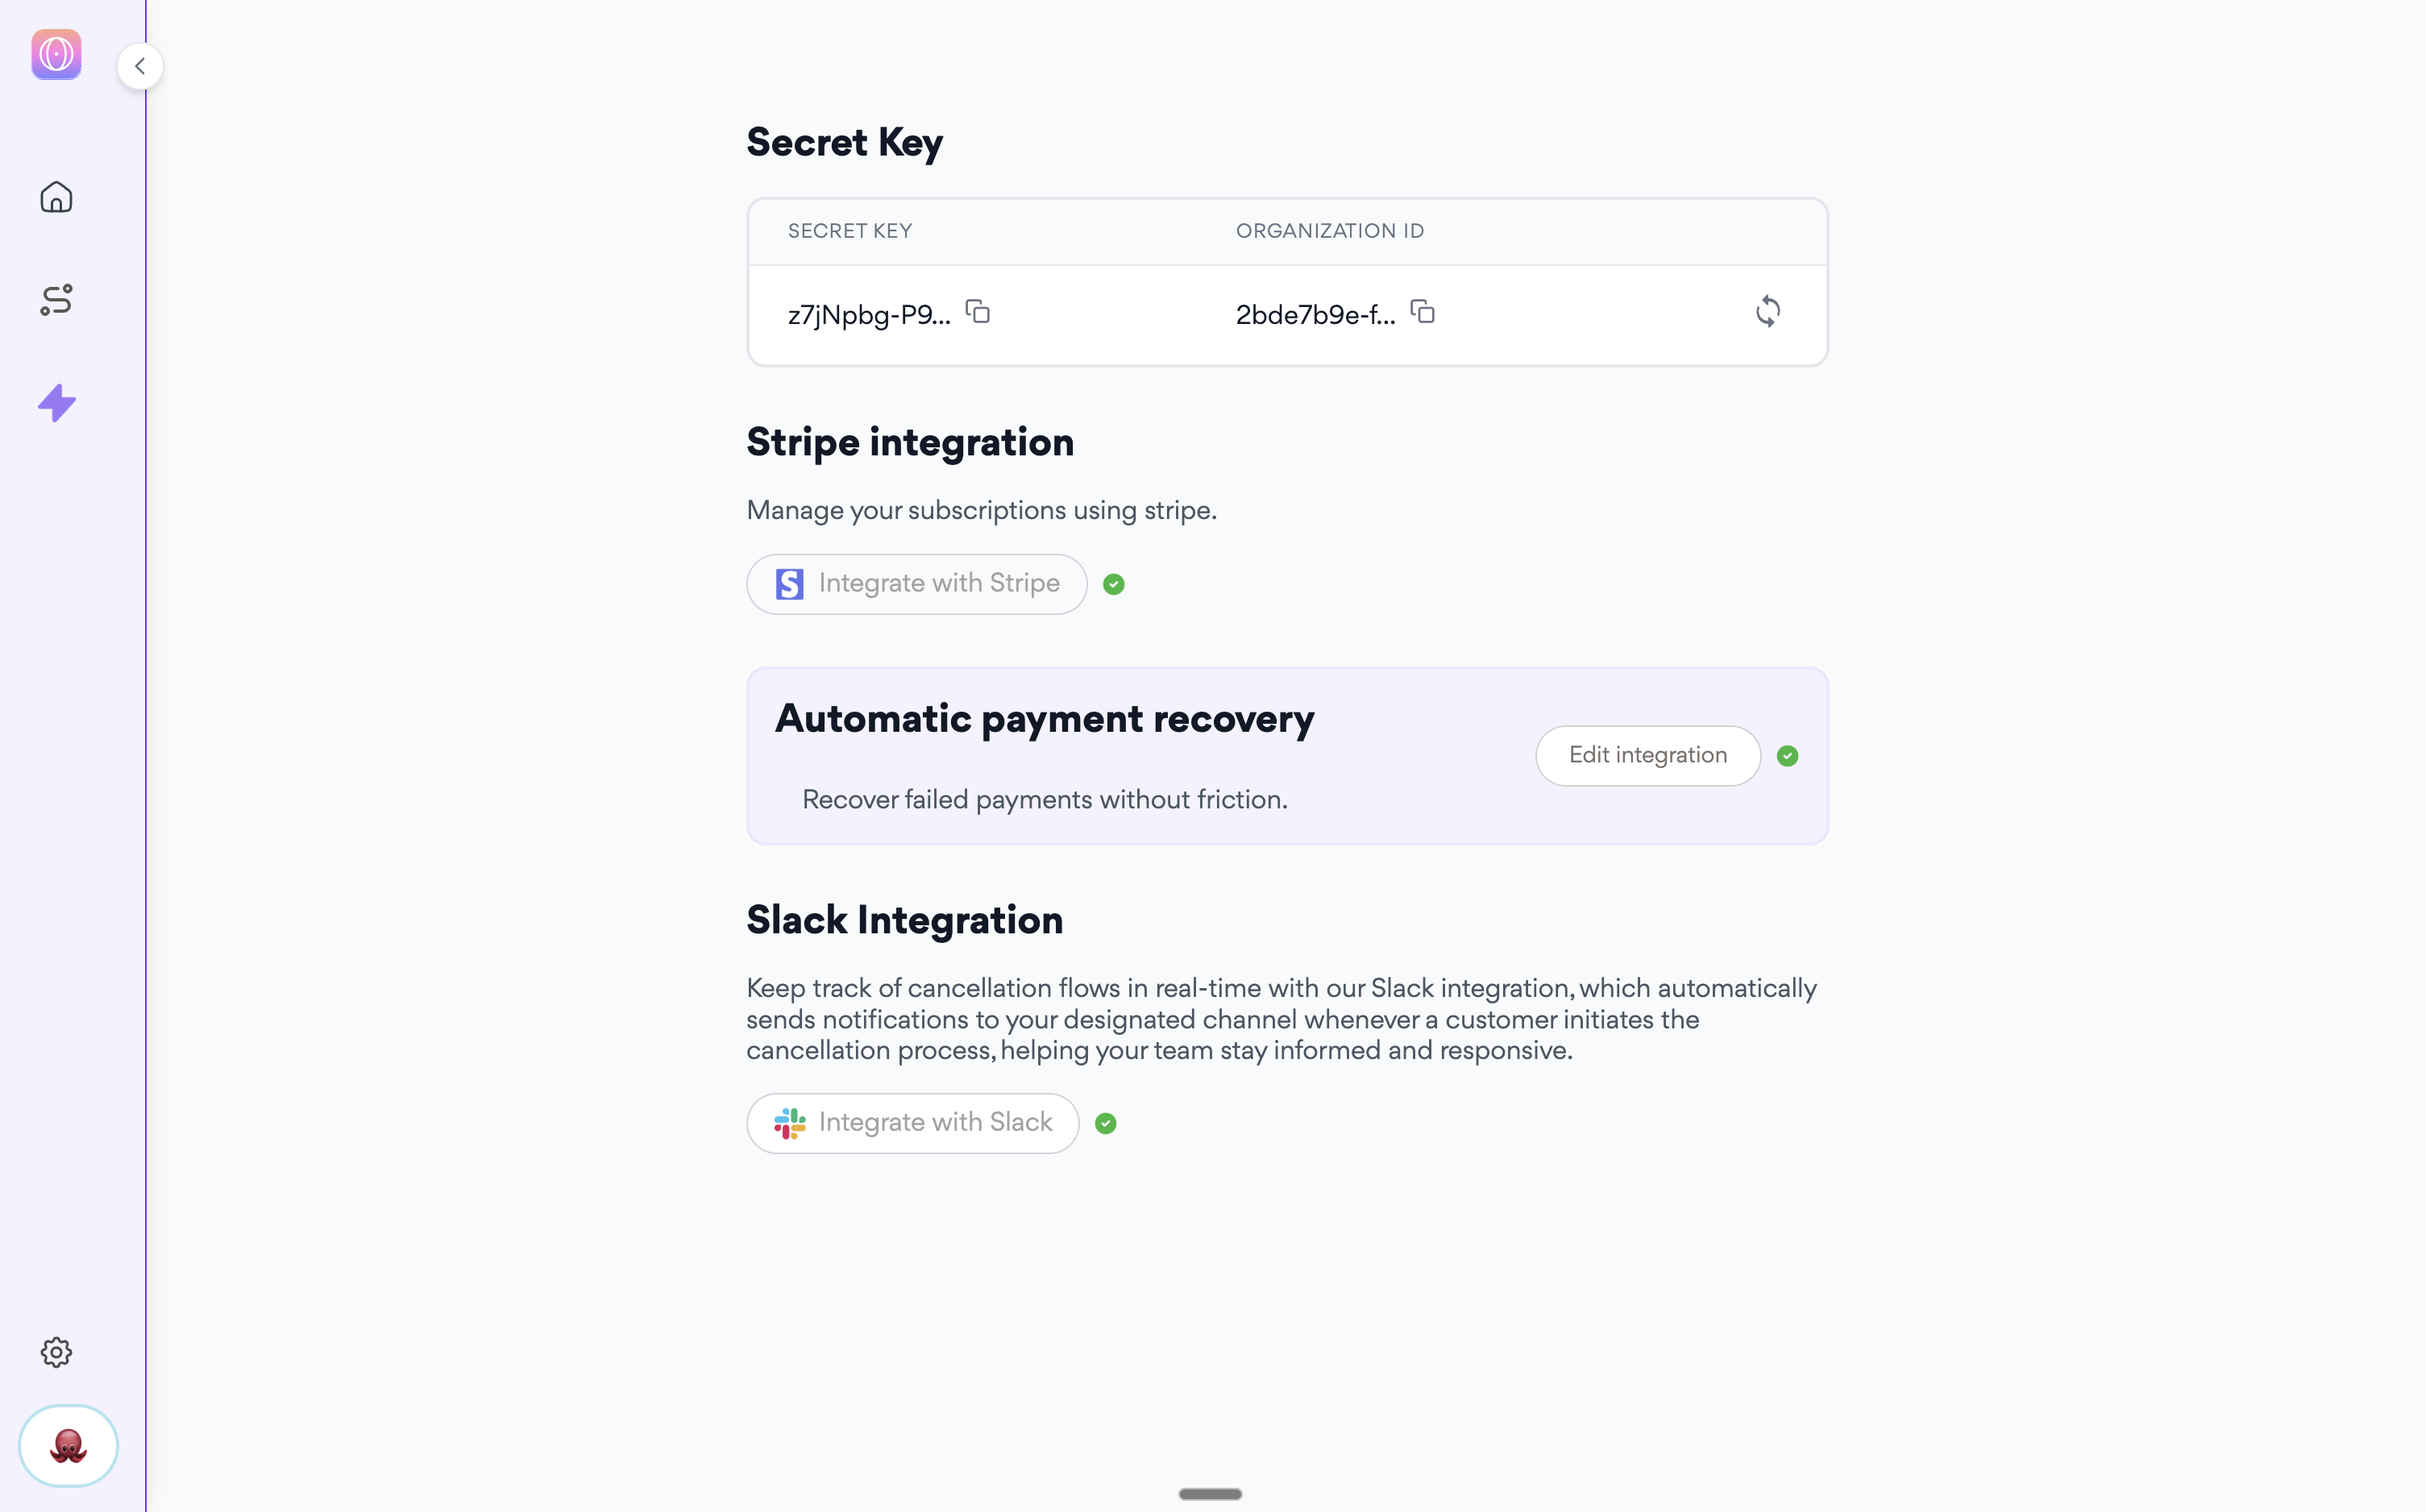 Secret Key
SECRET KEY
ORGANIZATION ID
z7jNpbg-P9...
2bde7b9e-f...
Stripe integration
Manage your subscriptions using stripe.
Integrate with Stripe
Automatic payment recovery
Edit integration
Recover failed payments without friction.
Slack Integration
Keep track of cancellation flows in real-time with our Slack integration, which automatically
sends notifications to your designated channel whenever a customer initiates the
cancellation process, helping your team stay informed and responsive.
Integrate with Slack